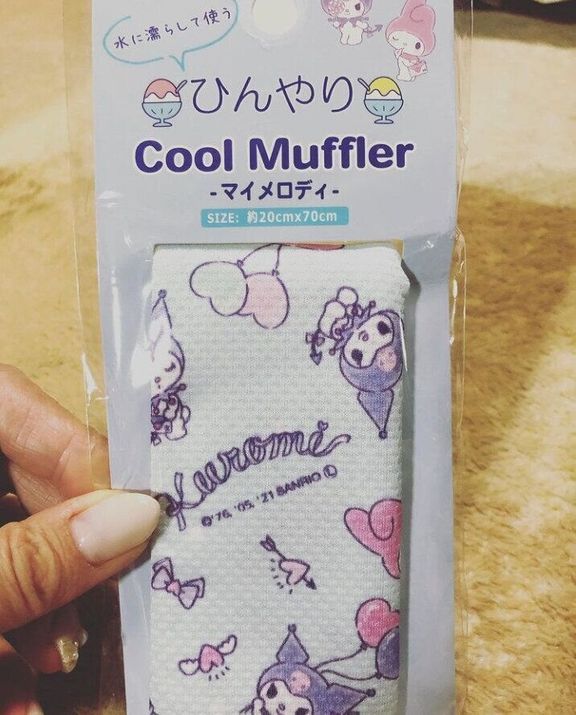 水に濡らして使う
ひんやり
Cool Muffler
-マイメロディ-
SIZE: 約20cmx70cm
Kuromi
©'76, '05, '21 SANRIO Ⓛ